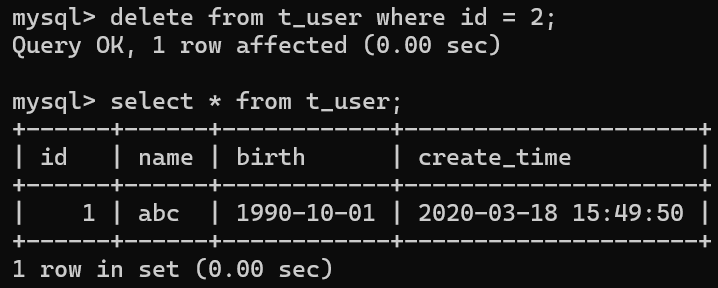 mysql> delete from t_user where id = 2;
Query OK, 1 row affected (0.00 sec)

mysql> select * from t_user;
+------+------+------------+---------------------+
| id   | name | birth      | create_time         |
+------+------+------------+---------------------+
|    1 | abc  | 1990-10-01 | 2020-03-18 15:49:50 |
+------+------+------------+---------------------+
1 row in set (0.00 sec)